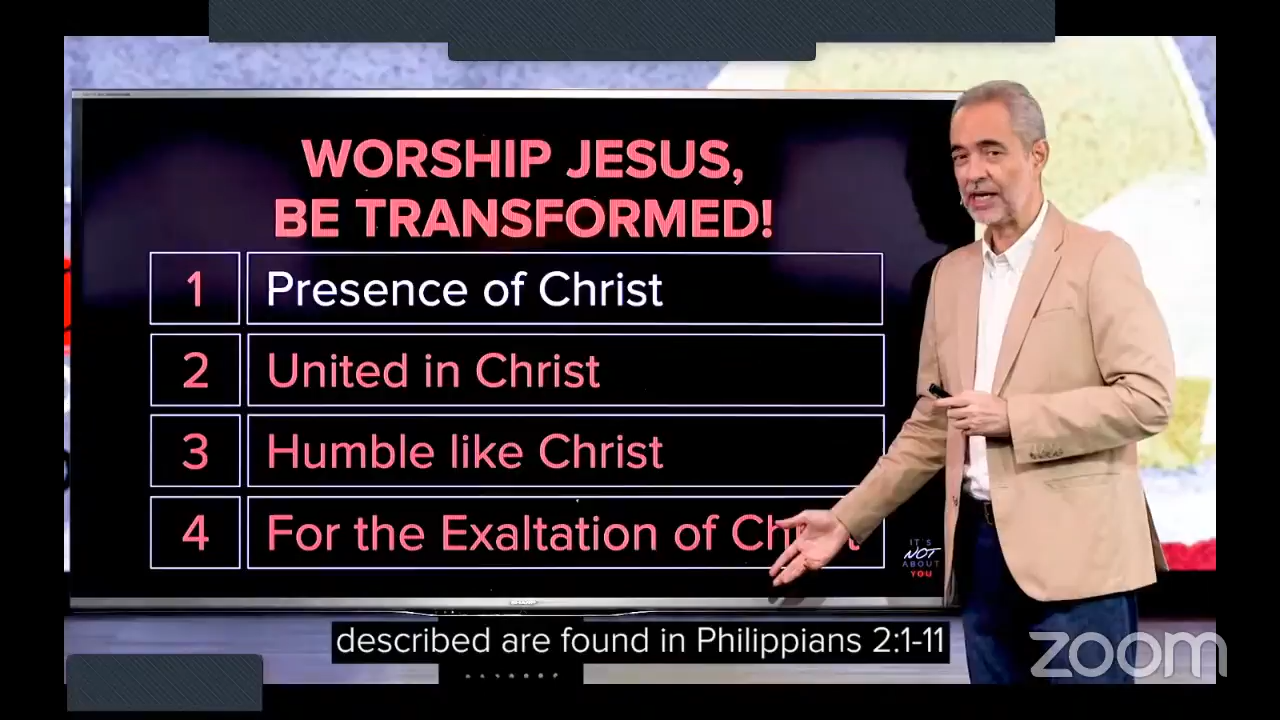 WORSHIP JESUS,
BE TRANSFORMED!
1 Presence of Christ
2 United in Christ
3 Humble like Christ
4 For the Exaltation of
IT'S
NOT
ABOUT
YOU
described are found in Philippians 2:1-11
zoom